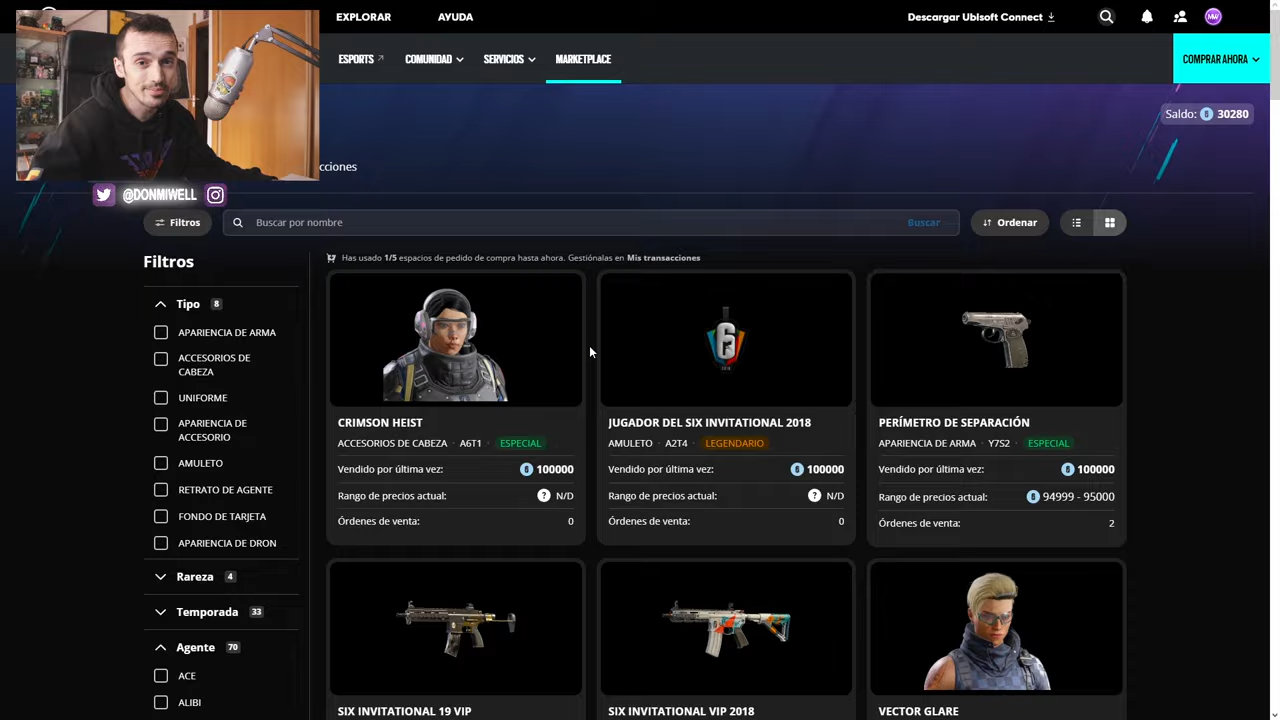 EXPLORAR
AYUDA
Descargar Ubisoft Connect
MW
ESPORTS
COMUNIDAD
SERVICIOS
MARKETPLACE
COMPRAR AHORA
Saldo: 30280
cciones
@DONMIWELL
Filtros
Buscar por nombre
Buscar
Ordenar
Filtros
Has usado 1/5 espacios de pedido de compra hasta ahora. Gestiónalas en Mis transacciones
Tipo 8
APARIENCIA DE ARMA
ACCESORIOS DE
CABEZA
UNIFORME
APARIENCIA DE
ACCESORIO
AMULETO
RETRATO DE AGENTE
FONDO DE TARJETA
APARIENCIA DE DRON
Rareza 4
Temporada 33
Agente 70
ACE
ALIBI
CRIMSON HEIST
ACCESORIOS DE CABEZA · A6T1 · ESPECIAL
Vendido por última vez: 100000
Rango de precios actual: ? N/D
Órdenes de venta: 0
JUGADOR DEL SIX INVITATIONAL 2018
AMULETO · A2T4 · LEGENDARIO
Vendido por última vez: 100000
Rango de precios actual: ? N/D
Órdenes de venta: 0
PERÍMETRO DE SEPARACIÓN
APARIENCIA DE ARMA · Y7S2 · ESPECIAL
Vendido por última vez: 100000
Rango de precios actual: 94999 - 95000
Órdenes de venta: 2
SIX INVITATIONAL 19 VIP
SIX INVITATIONAL VIP 2018
VECTOR GLARE